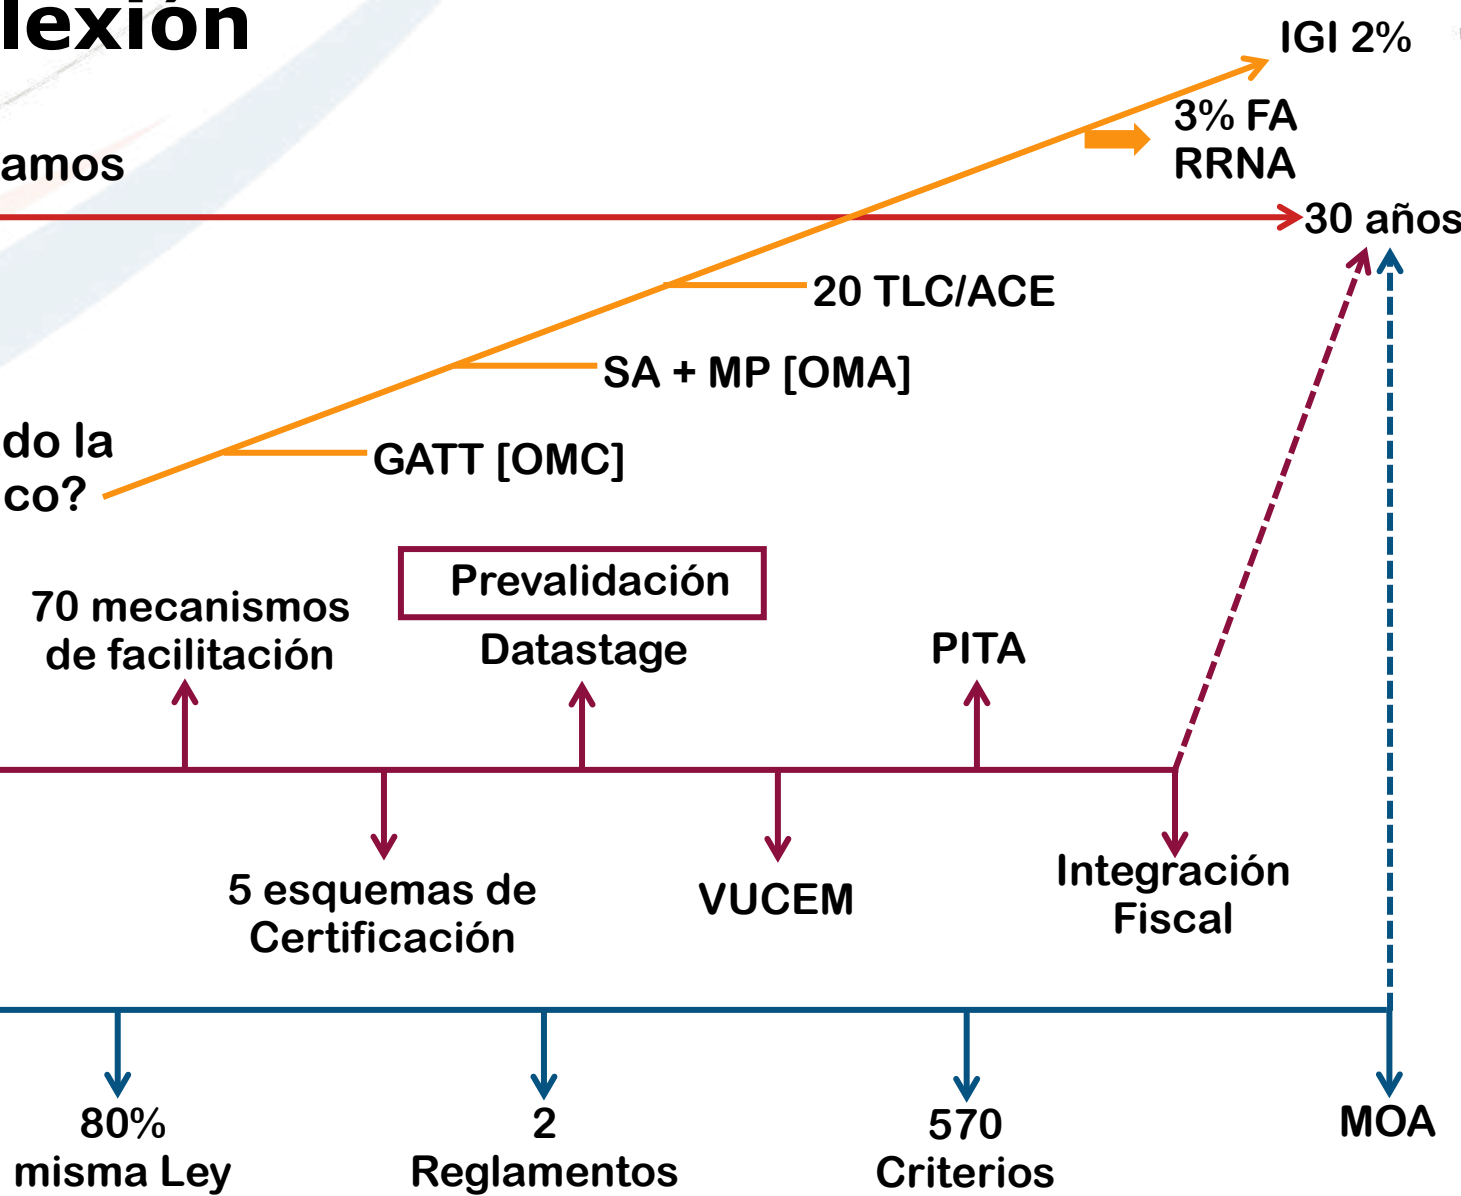 lexión
IGI 2%
3% FA
RRNA
amos
30 años
20 TLC/ACE
SA + MP [OMA]
do la
GATT [OMC]
co?
Prevalidación
70 mecanismos
de facilitación
Datastage
PITA
5 esquemas de
Certificación
VUCEM
Integración
Fiscal
80%
misma Ley
2
Reglamentos
570
Criterios
MOA